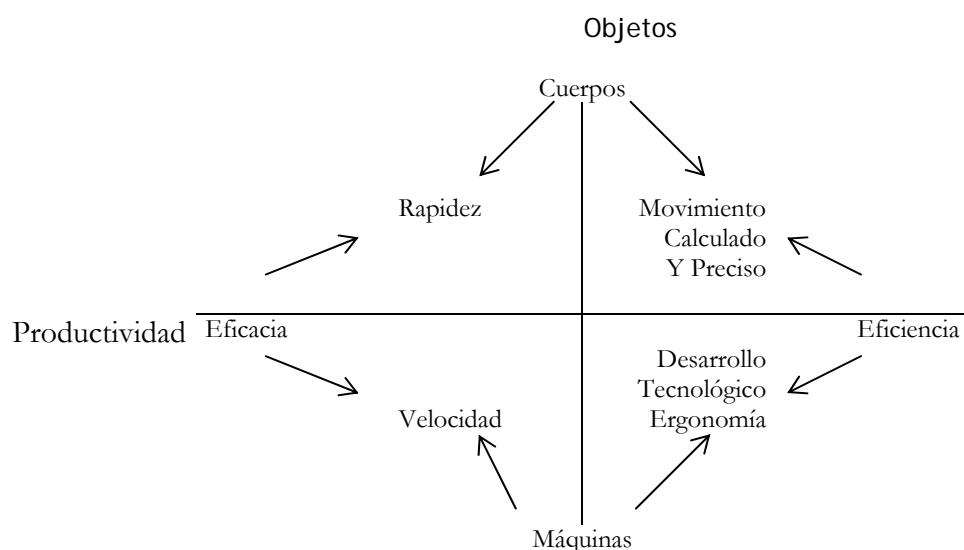 Objetos
Cuerpos
Rapidez
Movimiento
Calculado
Y Preciso
Productividad
Eficacia
Eficiencia
Desarrollo
Tecnológico
Ergonomía
Velocidad
Máquinas